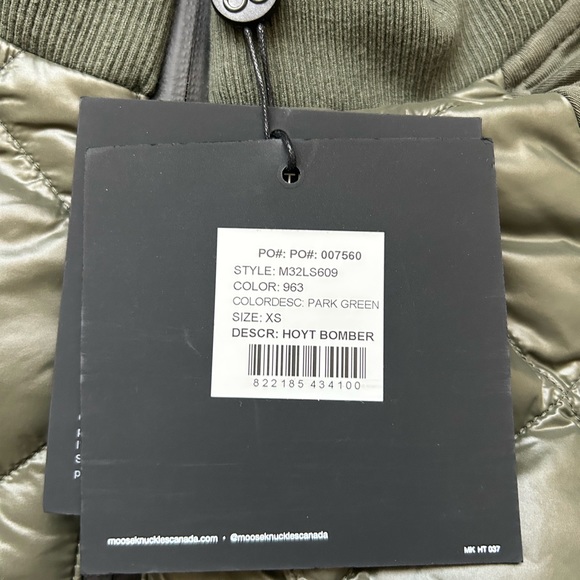 PO#: PO#: 007560
STYLE: M32LS609
COLOR: 963
COLORDESC: PARK GREEN
SIZE: XS
DESCR: HOYT BOMBER
822185 434100
mooseknucklescanada.com • @mooseknucklescanada
MK HT 037